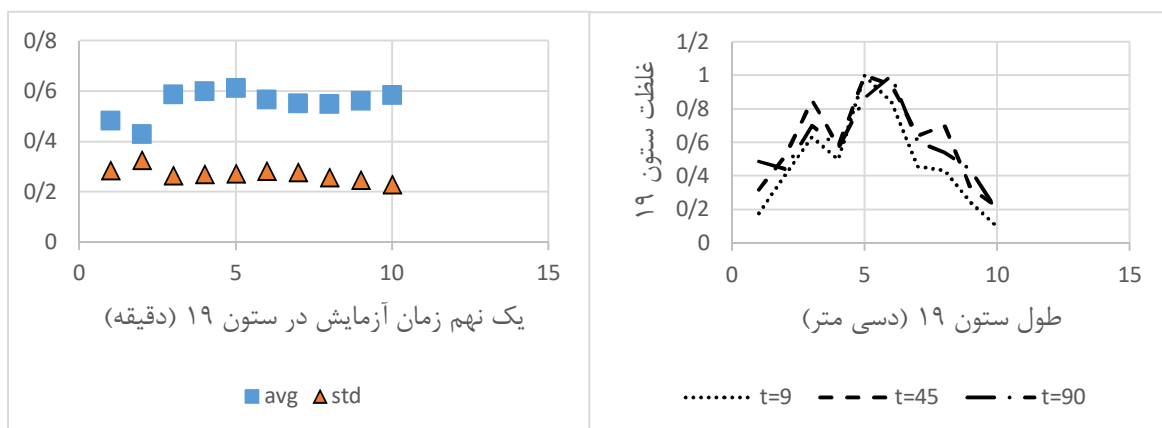 0/8
0/6
0/4
0/2
0
0 5 10 15
یک نهم زمان آزمایش در ستون ۱۹ (دقیقه)
avg std
غلظت ستون ۱۹
1/2
1
0/8
0/6
0/4
0/2
0
0 5 10 15
طول ستون ۱۹ (دسی متر)
t=9 t=45 t=90